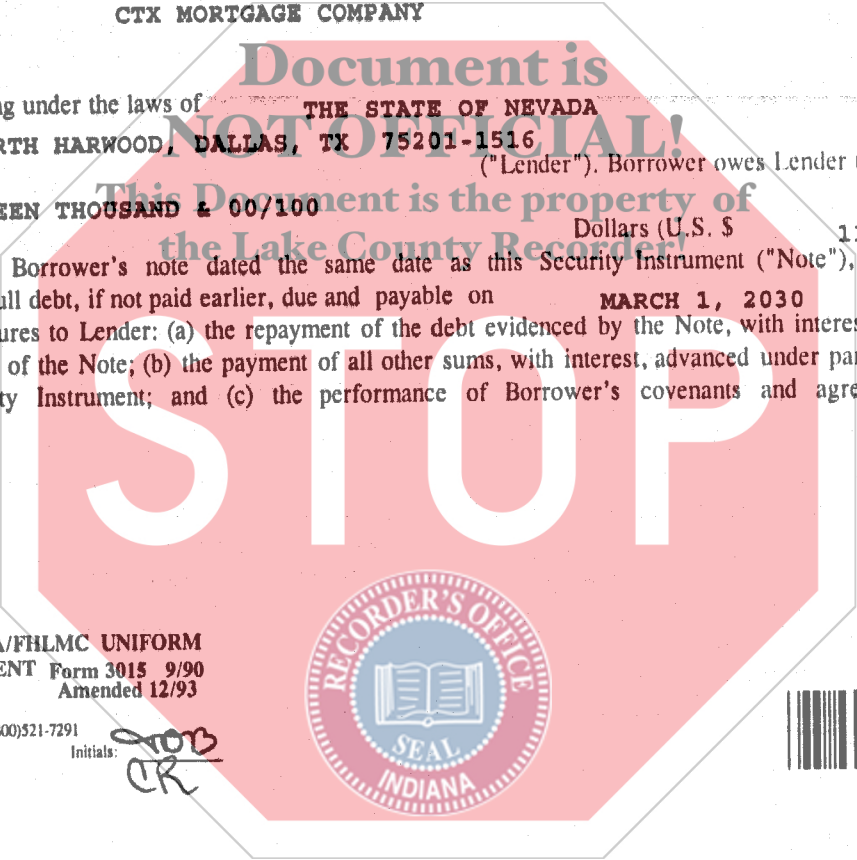 CTX MORTGAGE COMPANY
Document is
ng under the laws of THE STATE OF NEVADA
NOT OFFICIAL!
RTH HARWOOD, DALLAS, TX 75201-1516
("Lender"). Borrower owes Lender
This Document is the property of
EEN THOUSAND & 00/100
Dollars (U.S. $ 11
the Lake County Recorder!
Borrower's note dated the same date as this Security Instrument ("Note"),
ull debt, if not paid earlier, due and payable on MARCH 1, 2030
ures to Lender: (a) the repayment of the debt evidenced by the Note, with interes
of the Note; (b) the payment of all other sums, with interest, advanced under par
ty Instrument; and (c) the performance of Borrower's covenants and agre
STOP
RECORDER'S OFFICE
SEAL
INDIANA
A/FHLMC UNIFORM
ENT Form 3015 9/90
Amended 12/93
00)521-7291
Initials:
CR